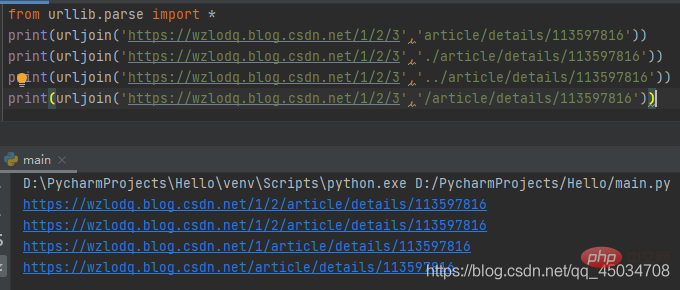 from urllib.parse import *
print(urljoin('https://wzlodq.blog.csdn.net/1/2/3','article/details/113597816'))
print(urljoin('https://wzlodq.blog.csdn.net/1/2/3','./article/details/113597816'))
print(urljoin('https://wzlodq.blog.csdn.net/1/2/3','../article/details/113597816'))
print(urljoin('https://wzlodq.blog.csdn.net/1/2/3','/article/details/113597816'))
main ×
D:\PycharmProjects\Hello\venv\Scripts\python.exe D:/PycharmProjects/Hello/main.py
https://wzlodq.blog.csdn.net/1/2/article/details/113597816
https://wzlodq.blog.csdn.net/1/2/article/details/113597816
https://wzlodq.blog.csdn.net/1/article/details/113597816
https://wzlodq.blog.csdn.net/article/details/113597816
php
https://blog.csdn.net/qq_45034708